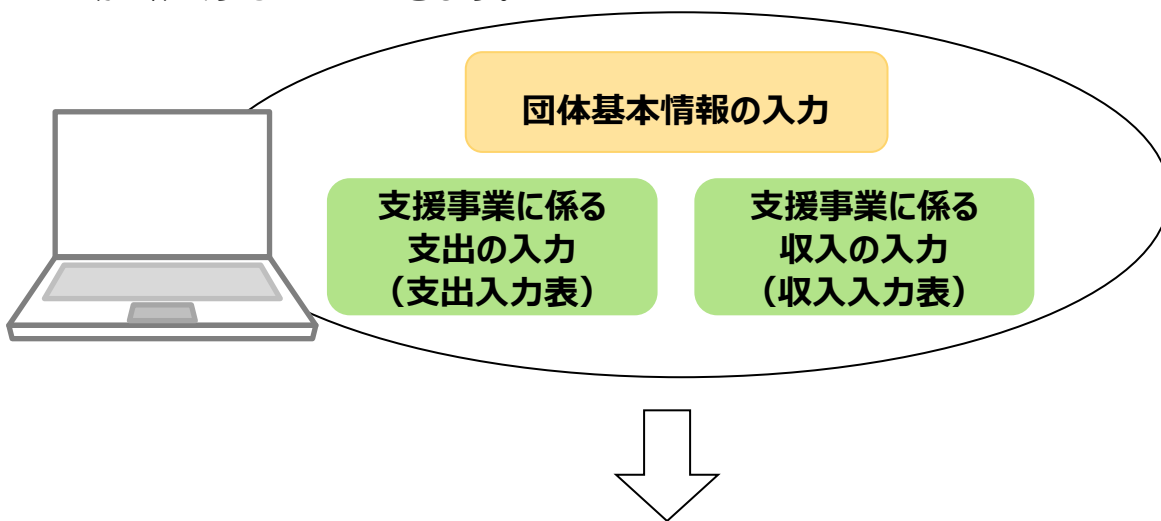 団体基本情報の入力
支援事業に係る
支出の入力
（支出入力表）
支援事業に係る
収入の入力
（収入入力表）